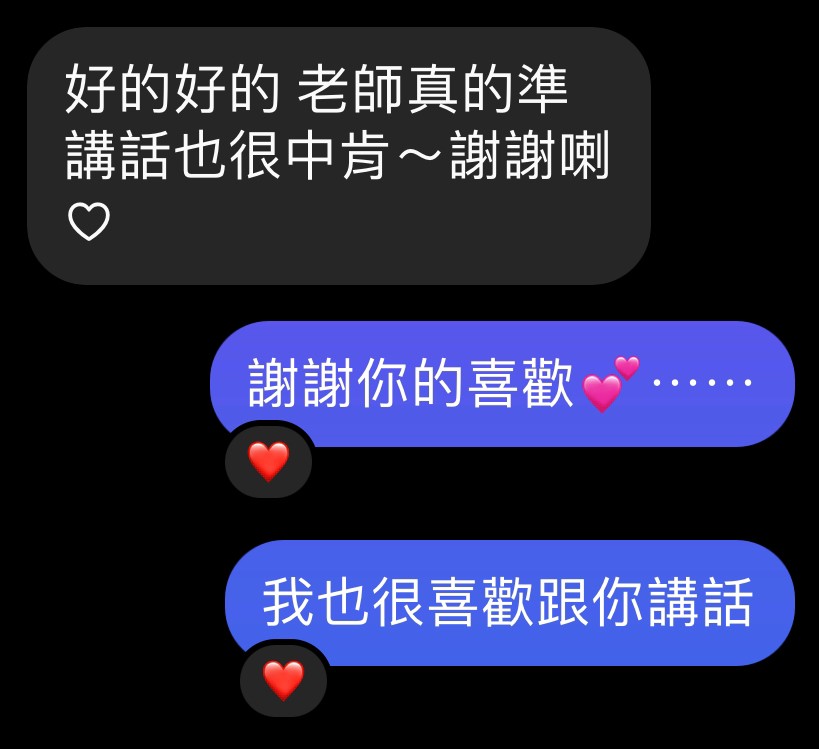 好的好的 老師真的準
講話也很中肯～謝謝喇
♡
謝謝你的喜歡💕⋯⋯
❤️
我也很喜歡跟你講話
❤️